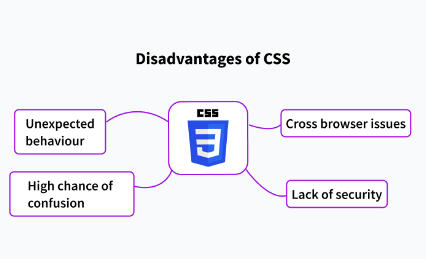 Disadvantages of CSS
Unexpected
behaviour
High chance of
confusion
CSS
3
Cross browser issues
Lack of security